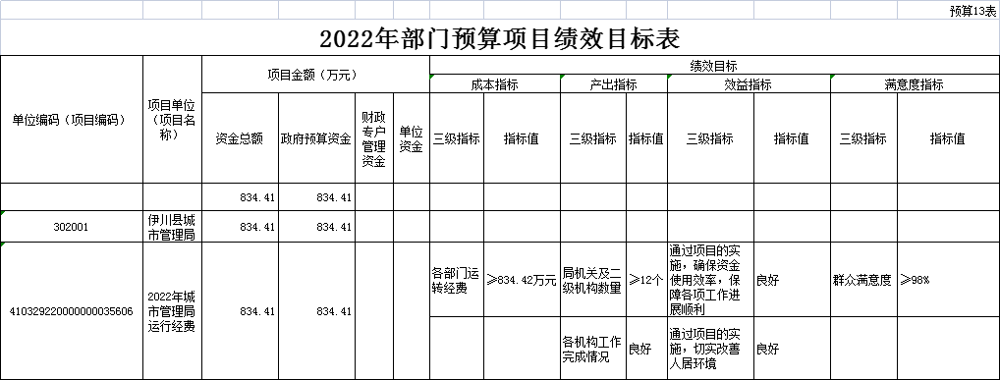 预算13表
2022年部门预算项目绩效目标表
单位编码（项目编码）
项目单位
（项目名
称）
项目金额（万元）
绩效目标
成本指标
产出指标
效益指标
满意度指标
资金总额
政府预算资金
财政
专户
管理
资金
单位
资金
三级指标
指标值
三级指标
指标值
三级指标
指标值
三级指标
指标值
834.41
834.41
302001
伊川县城
市管理局
834.41
834.41
410329220000000035606
2022年城
市管理局
运行经费
834.41
834.41
各部门运
转经费
≥834.42万元
局机关及二
级机构数量
≥12个
通过项目的实
施，确保资金
使用效率，保
障各项工作进
展顺利
良好
群众满意度
≥98%
各机构工作
完成情况
良好
通过项目的实
施，切实改善
人居环境
良好